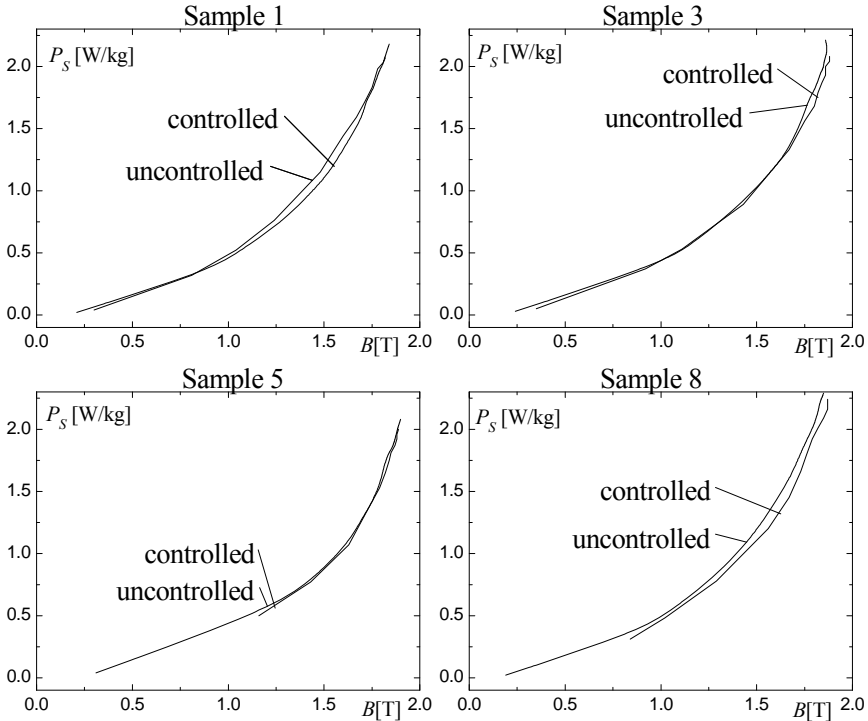 Sample 1
P_S [W/kg]
2.0
1.5
1.0
0.5
0.0
controlled
uncontrolled
0.0 0.5 1.0 1.5 2.0
B[T]
Sample 3
P_S [W/kg]
2.0
1.5
1.0
0.5
0.0
controlled
uncontrolled
0.0 0.5 1.0 1.5 2.0
B[T]
Sample 5
P_S [W/kg]
2.0
1.5
1.0
0.5
0.0
controlled
uncontrolled
0.0 0.5 1.0 1.5 2.0
B[T]
Sample 8
P_S [W/kg]
2.0
1.5
1.0
0.5
0.0
controlled
uncontrolled
0.0 0.5 1.0 1.5 2.0
B[T]